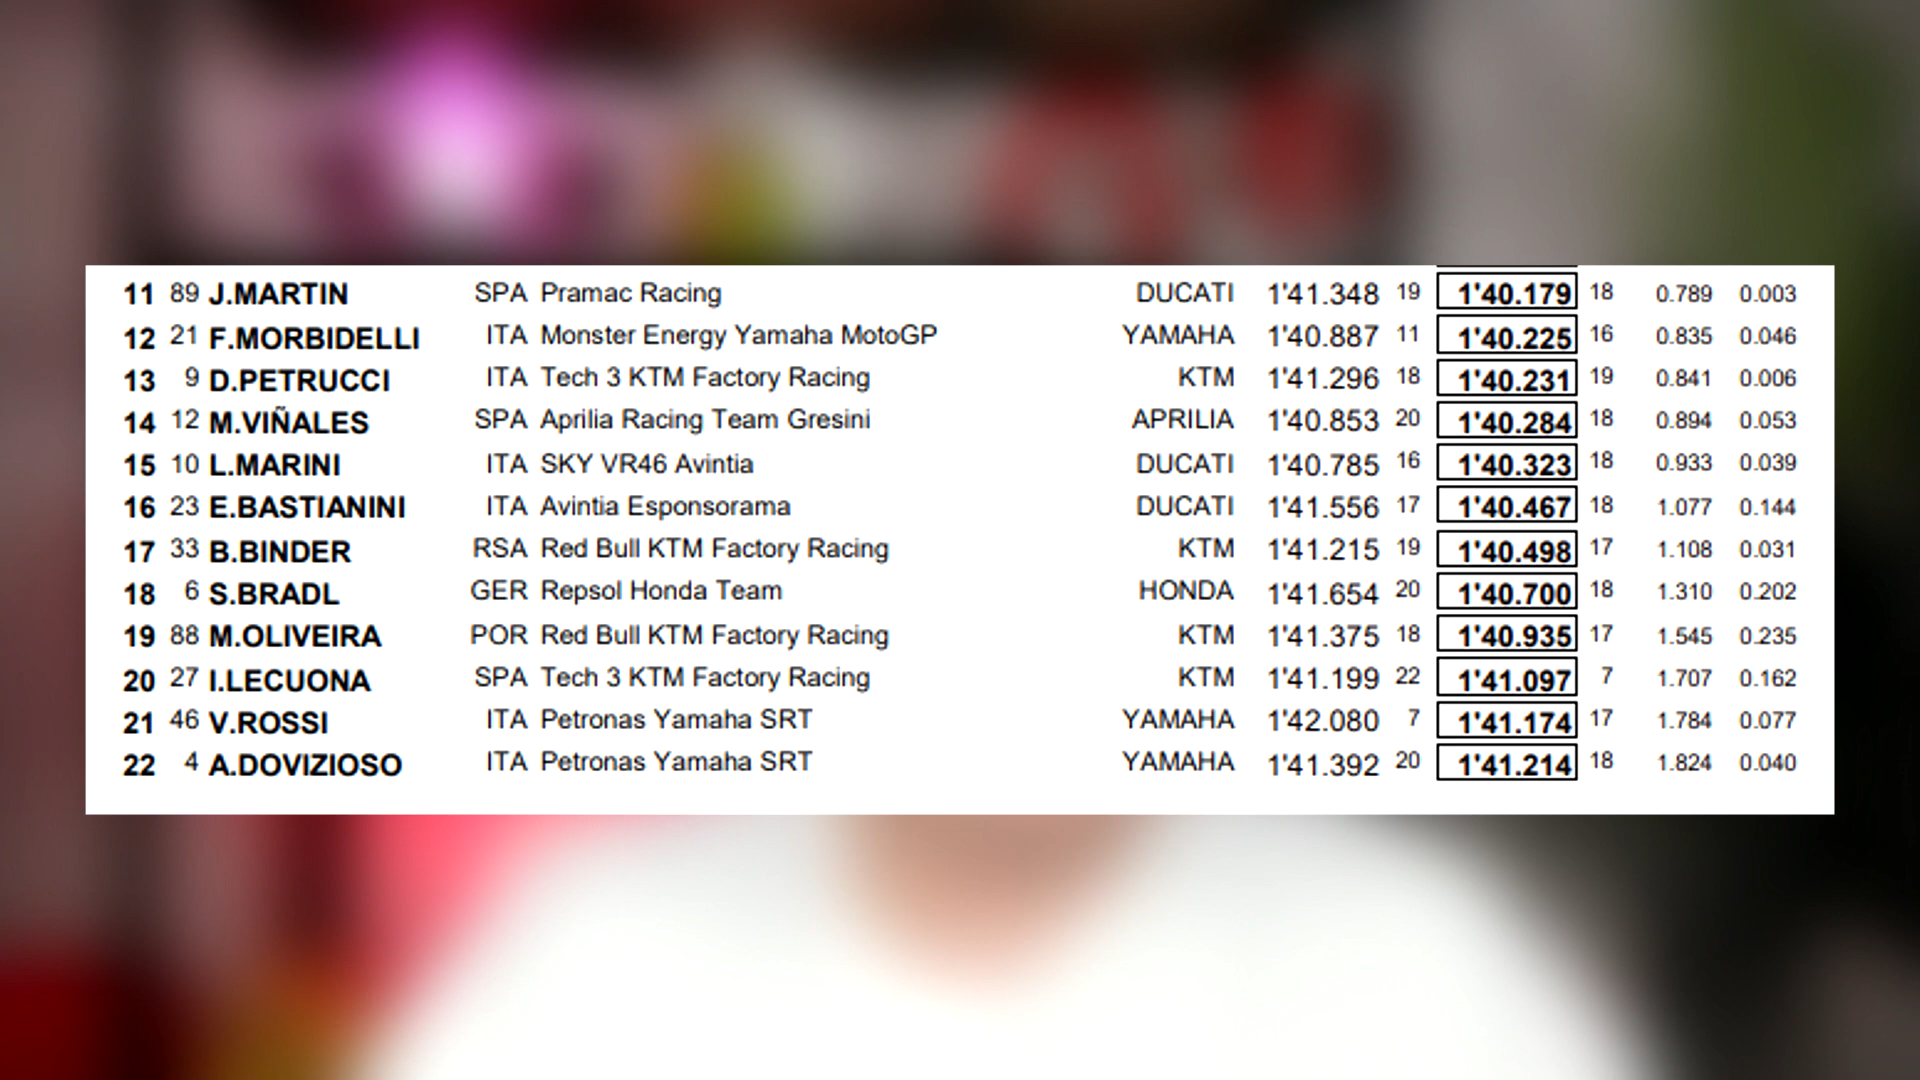 11 89 J.MARTIN SPA Pramac Racing DUCATI 1'41.348 19 1'40.179 18 0.789 0.003
12 21 F.MORBIDELLI ITA Monster Energy Yamaha MotoGP YAMAHA 1'40.887 11 1'40.225 16 0.835 0.046
13 9 D.PETRUCCI ITA Tech 3 KTM Factory Racing KTM 1'41.296 18 1'40.231 19 0.841 0.006
14 12 M.VIÑALES SPA Aprilia Racing Team Gresini APRILIA 1'40.853 20 1'40.284 18 0.894 0.053
15 10 L.MARINI ITA SKY VR46 Avintia DUCATI 1'40.785 16 1'40.323 18 0.933 0.039
16 23 E.BASTIANINI ITA Avintia Esponsorama DUCATI 1'41.556 17 1'40.467 18 1.077 0.144
17 33 B.BINDER RSA Red Bull KTM Factory Racing KTM 1'41.215 19 1'40.498 17 1.108 0.031
18 6 S.BRADL GER Repsol Honda Team HONDA 1'41.654 20 1'40.700 18 1.310 0.202
19 88 M.OLIVEIRA POR Red Bull KTM Factory Racing KTM 1'41.375 18 1'40.935 17 1.545 0.235
20 27 I.LECUONA SPA Tech 3 KTM Factory Racing KTM 1'41.199 22 1'41.097 7 1.707 0.162
21 46 V.ROSSI ITA Petronas Yamaha SRT YAMAHA 1'42.080 7 1'41.174 17 1.784 0.077
22 4 A.DOVIZIOSO ITA Petronas Yamaha SRT YAMAHA 1'41.392 20 1'41.214 18 1.824 0.040